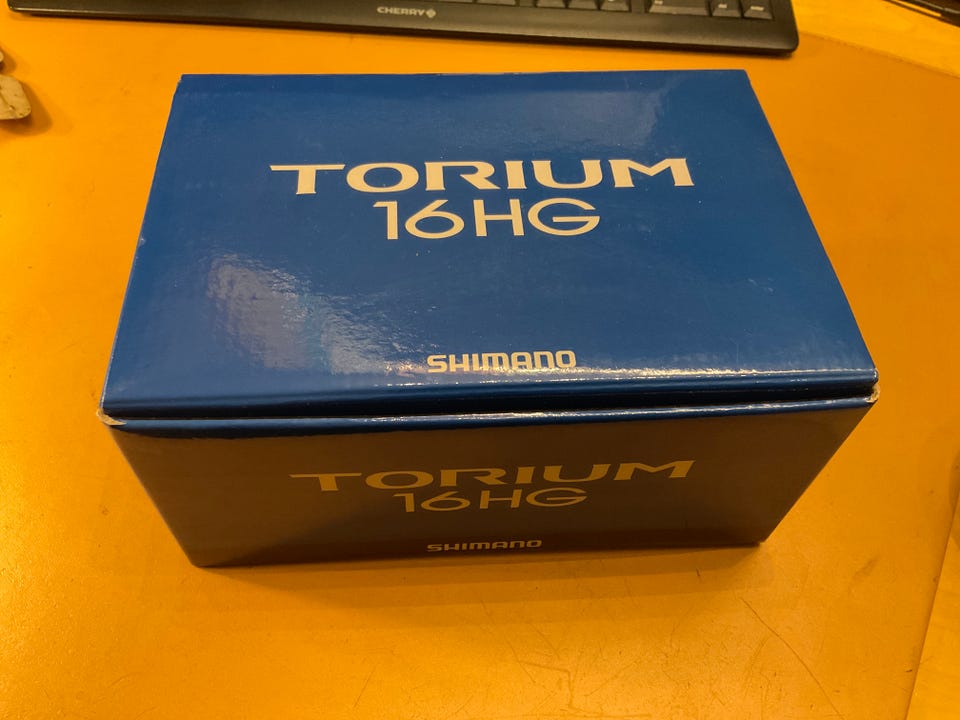 CHERRY
TORIUM
16HG
SHIMANO
TORIUM
16HG
SHIMANO